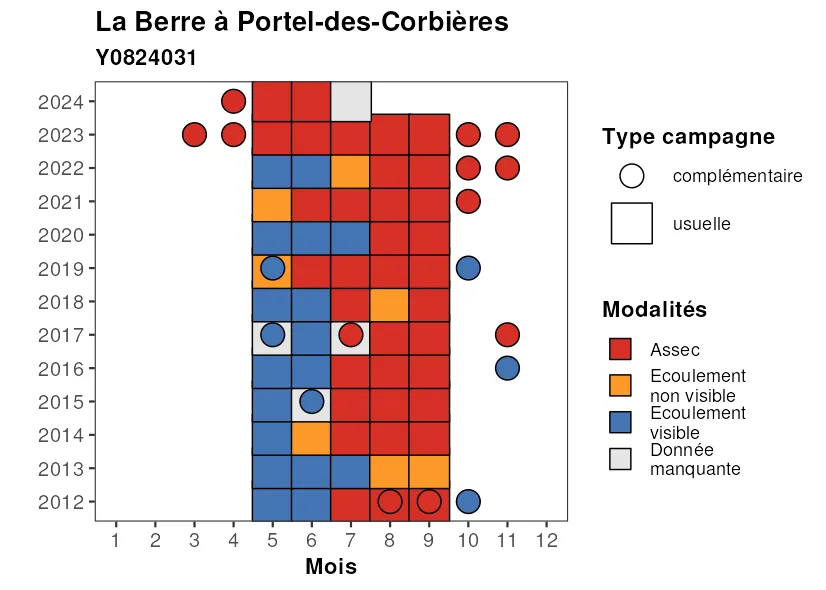 La Berre à Portel-des-Corbières
Y0824031
2024
2023
2022
2021
2020
2019
2018
2017
2016
2015
2014
2013
2012
1 2 3 4 5 6 7 8 9 10 11 12
Mois
Type campagne
complémentaire
usuelle
Modalités
Assec
Ecoulement
non visible
Ecoulement
visible
Donnée
manquante